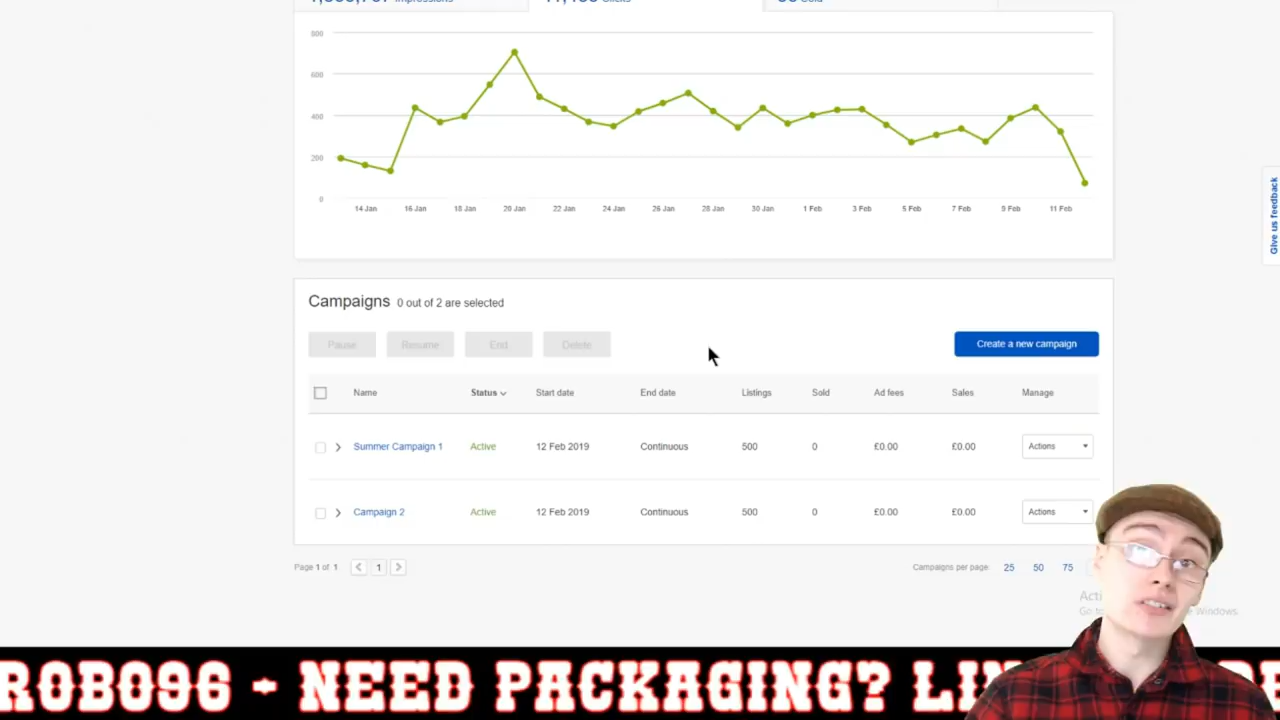 Impressions
Clicks
Sold
800
600
400
200
0
14 Jan 16 Jan 18 Jan 20 Jan 22 Jan 24 Jan 26 Jan 28 Jan 30 Jan 1 Feb 3 Feb 5 Feb 7 Feb 9 Feb 11 Feb
Give us feedback
Campaigns 0 out of 2 are selected
Pause Resume End Delete Create a new campaign
Name Status Start date End date Listings Sold Ad fees Sales Manage
Summer Campaign 1 Active 12 Feb 2019 Continuous 500 0 £0.00 £0.00 Actions
Campaign 2 Active 12 Feb 2019 Continuous 500 0 £0.00 £0.00 Actions
Page 1 of 1 1 Campaigns per page: 25 50 75
Windows.
ROBO96 - NEED PACKAGING?